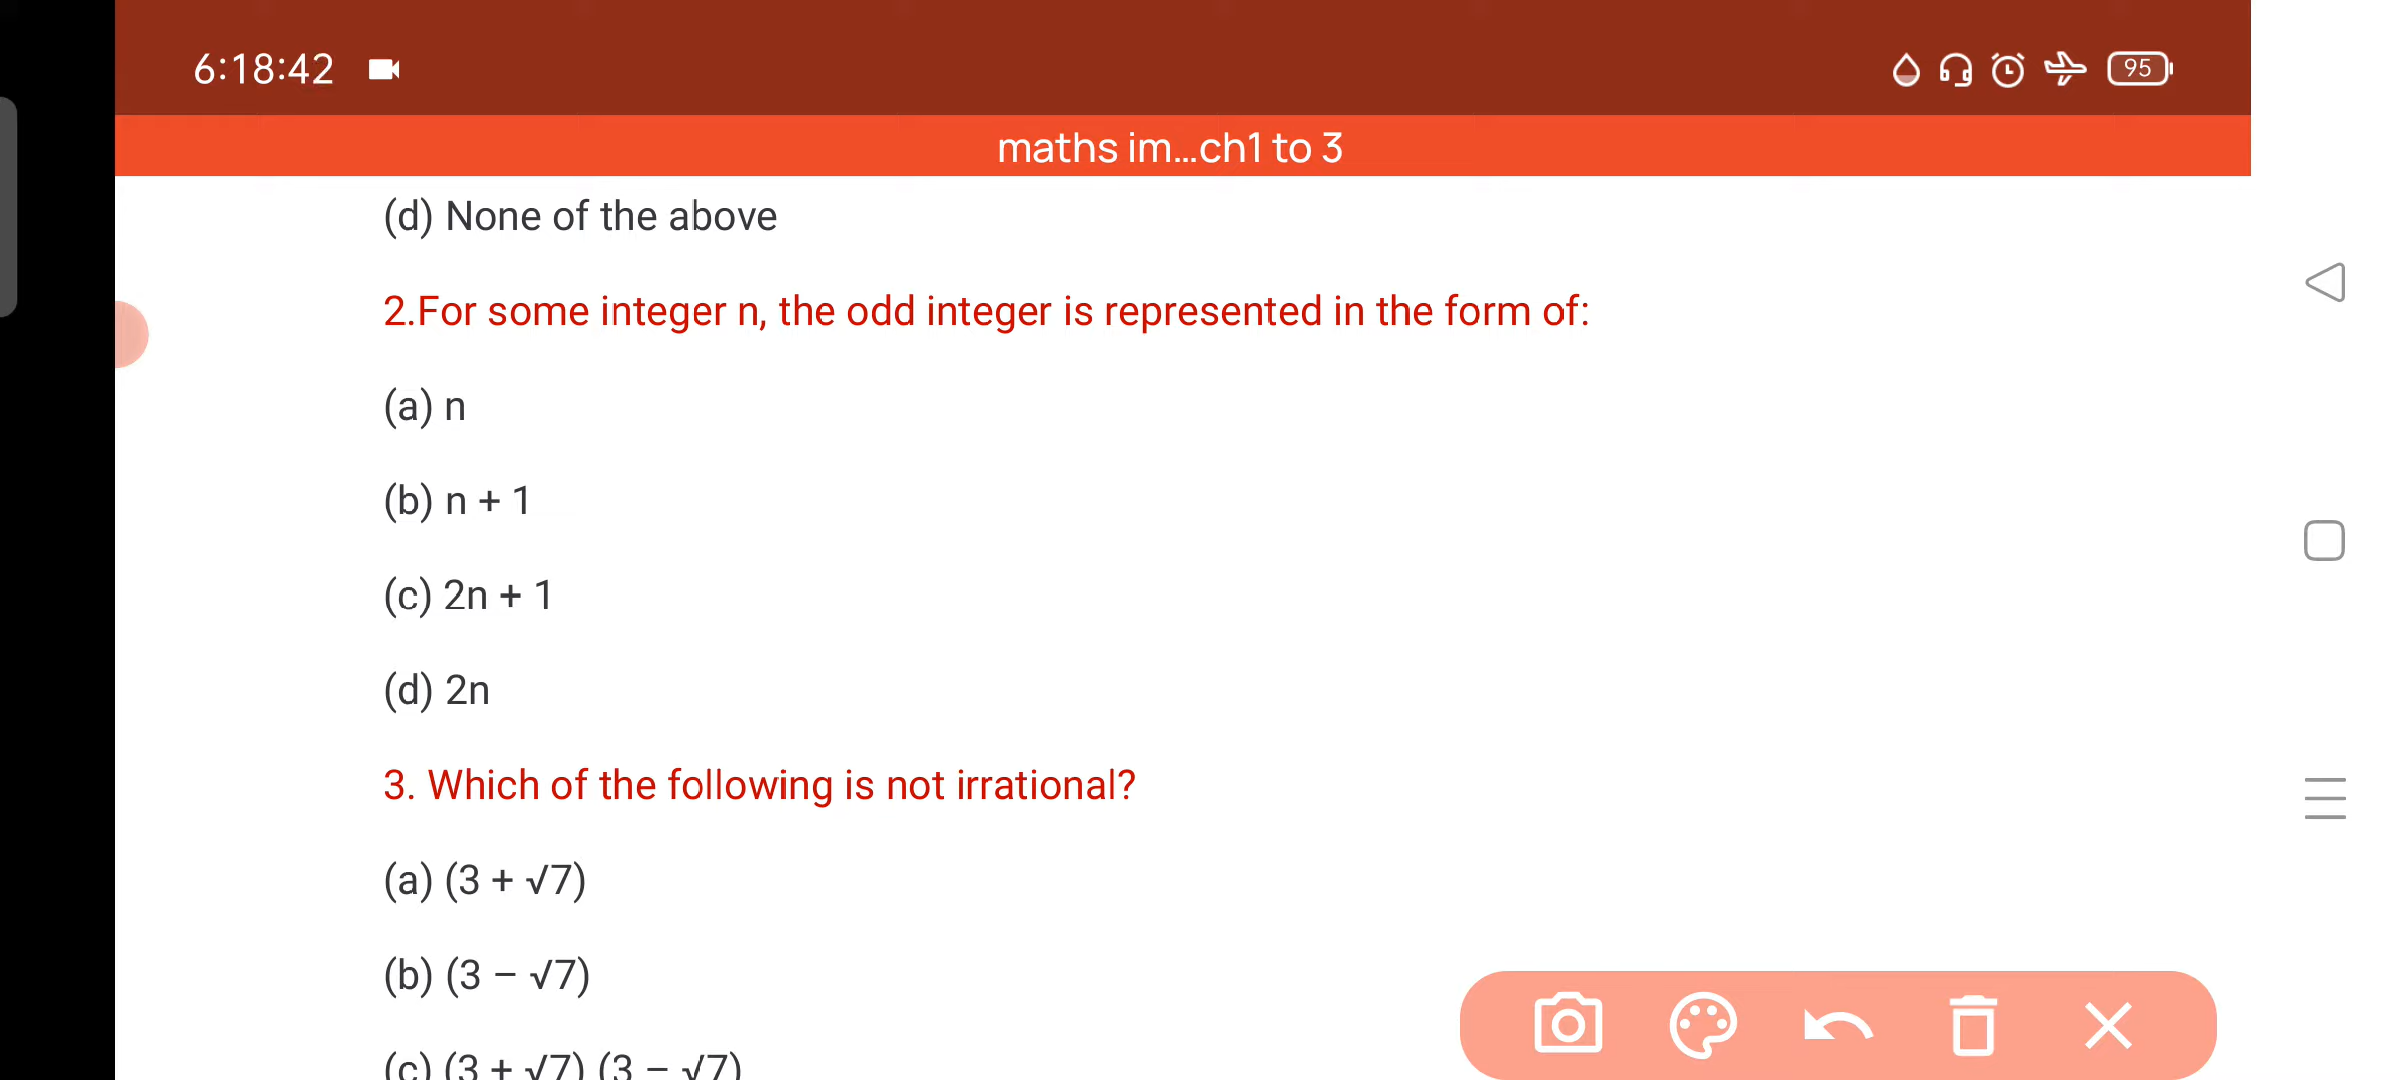 6:18:42
95
maths im...ch1 to 3
(d) None of the above
2.For some integer n, the odd integer is represented in the form of:
(a) n
(b) n + 1
(c) 2n + 1
(d) 2n
3. Which of the following is not irrational?
(a) (3 + √7)
(b) (3 – √7)
(c) (3 + √7) (3 – √7)